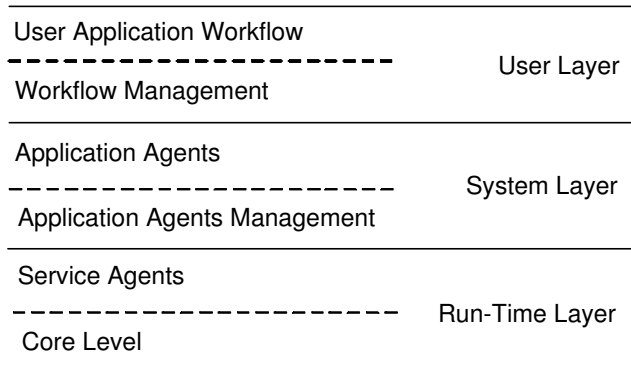 User Application Workflow
User Layer
Workflow Management
Application Agents
System Layer
Application Agents Management
Service Agents
Run-Time Layer
Core Level